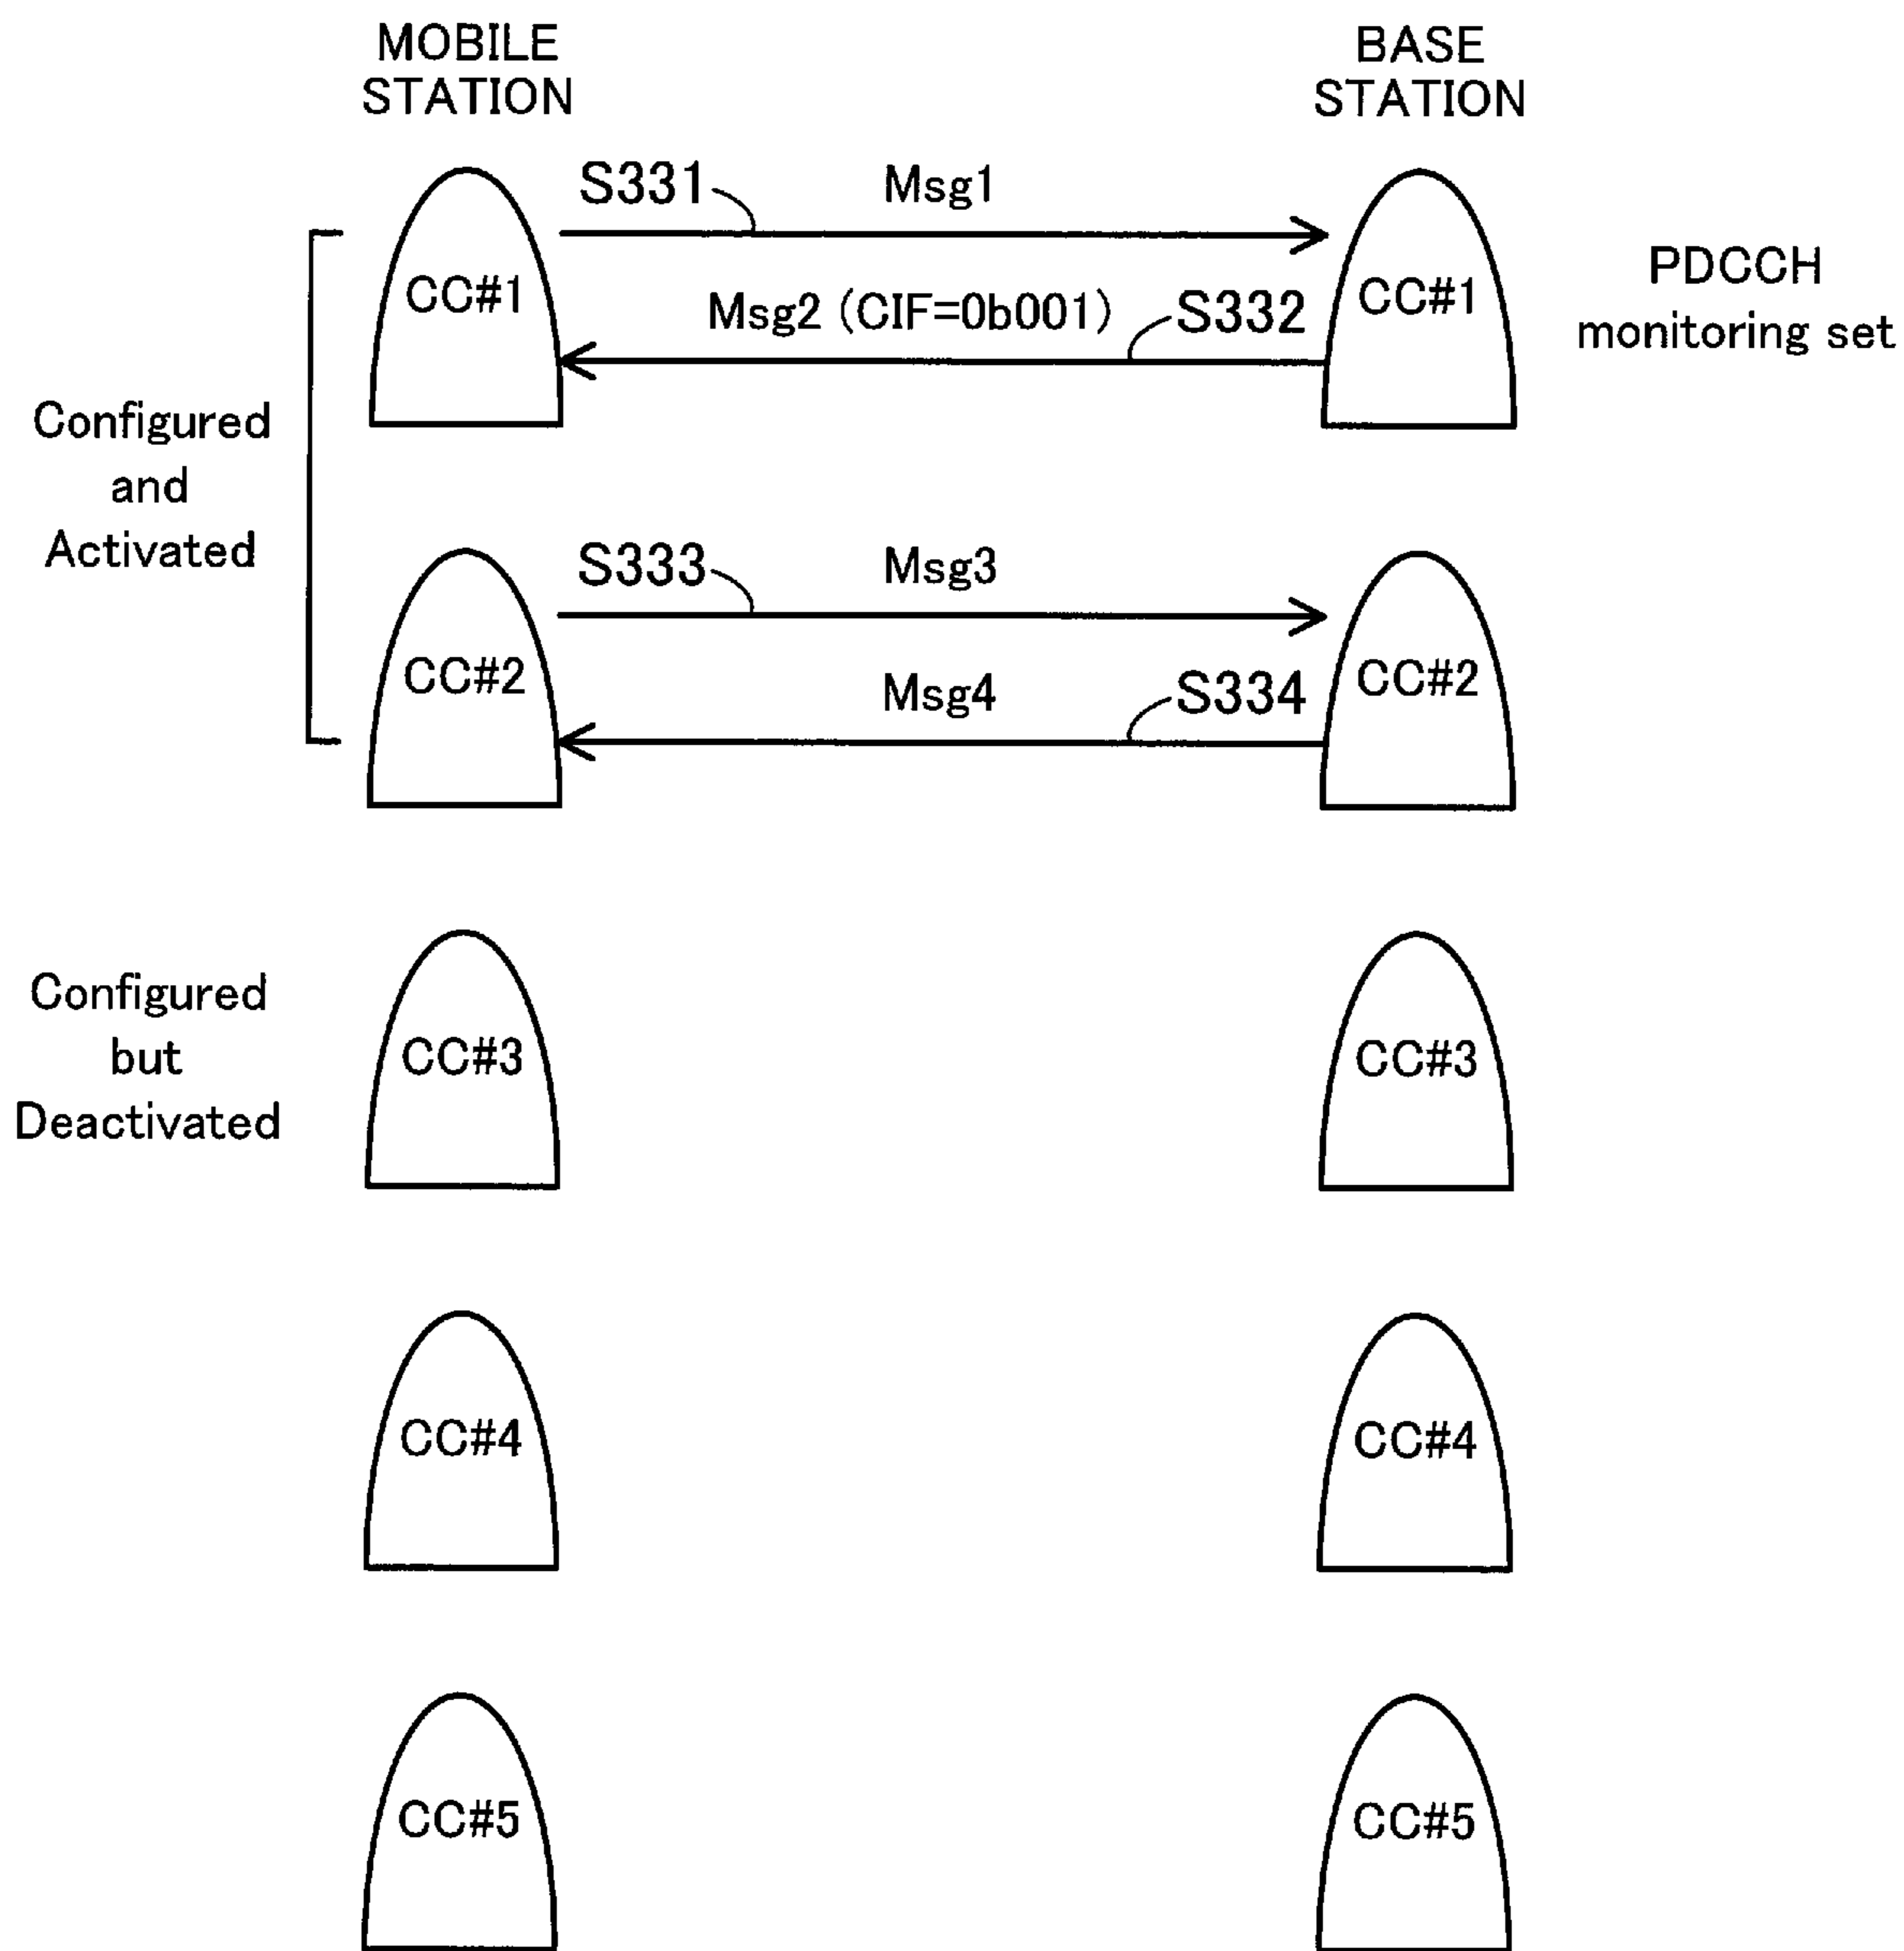 MOBILE
STATION
BASE
STATION
S331
Msg1
CC#1
CC#1
PDCCH
monitoring set
Msg2 (CIF=0b001)
S332
Configured
and
Activated
S333
Msg3
CC#2
CC#2
Msg4
S334
Configured
but
Deactivated
CC#3
CC#3
CC#4
CC#4
CC#5
CC#5